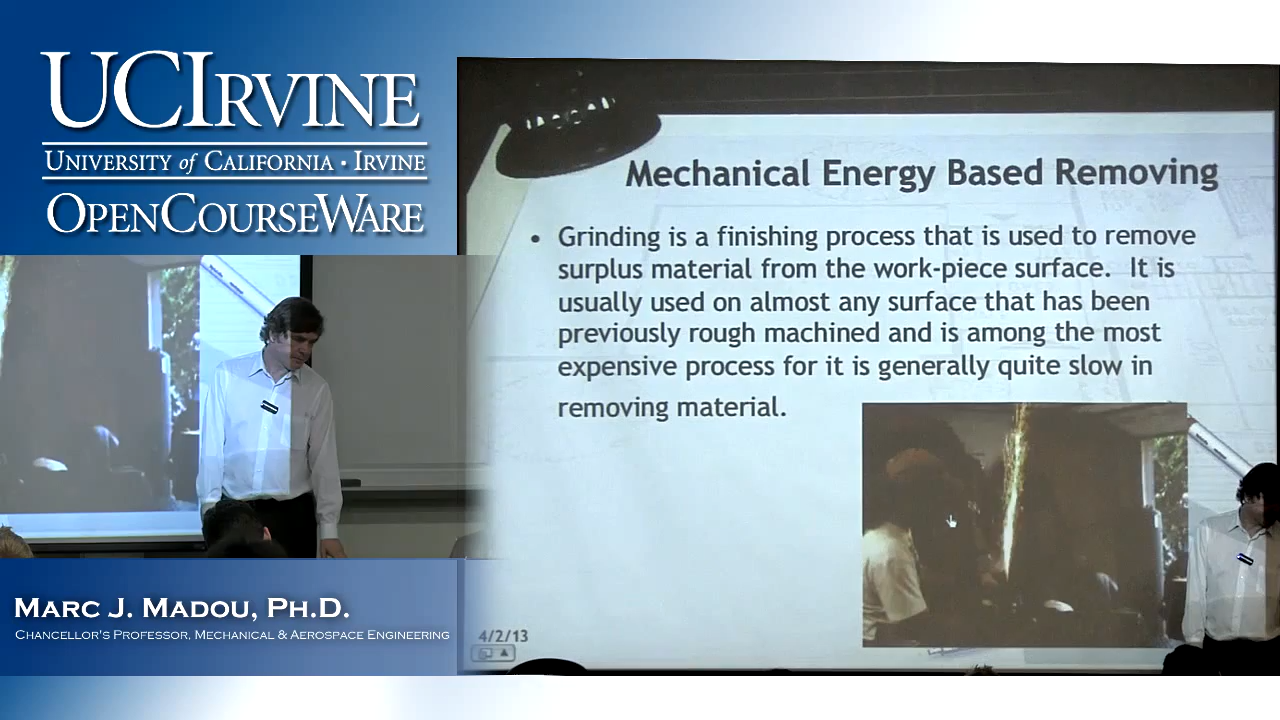 UCIRVINE
UNIVERSITY of CALIFORNIA · IRVINE
OPENCOURSEWARE
MARC J. MADOU, PH.D.
CHANCELLOR'S PROFESSOR, MECHANICAL & AEROSPACE ENGINEERING
Mechanical Energy Based Removing
• Grinding is a finishing process that is used to remove
surplus material from the work-piece surface. It is
usually used on almost any surface that has been
previously rough machined and is among the most
expensive process for it is generally quite slow in
removing material.
4/2/13